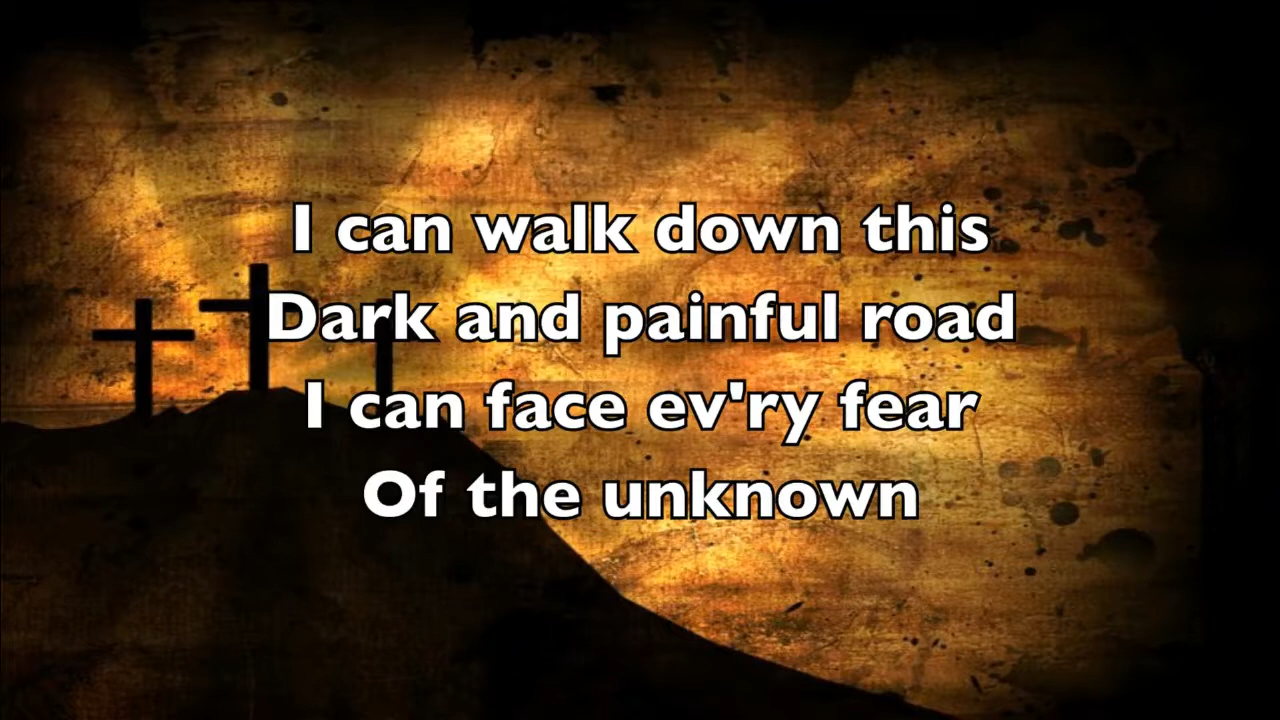 I can walk down this
Dark and painful road
I can face ev'ry fear
Of the unknown